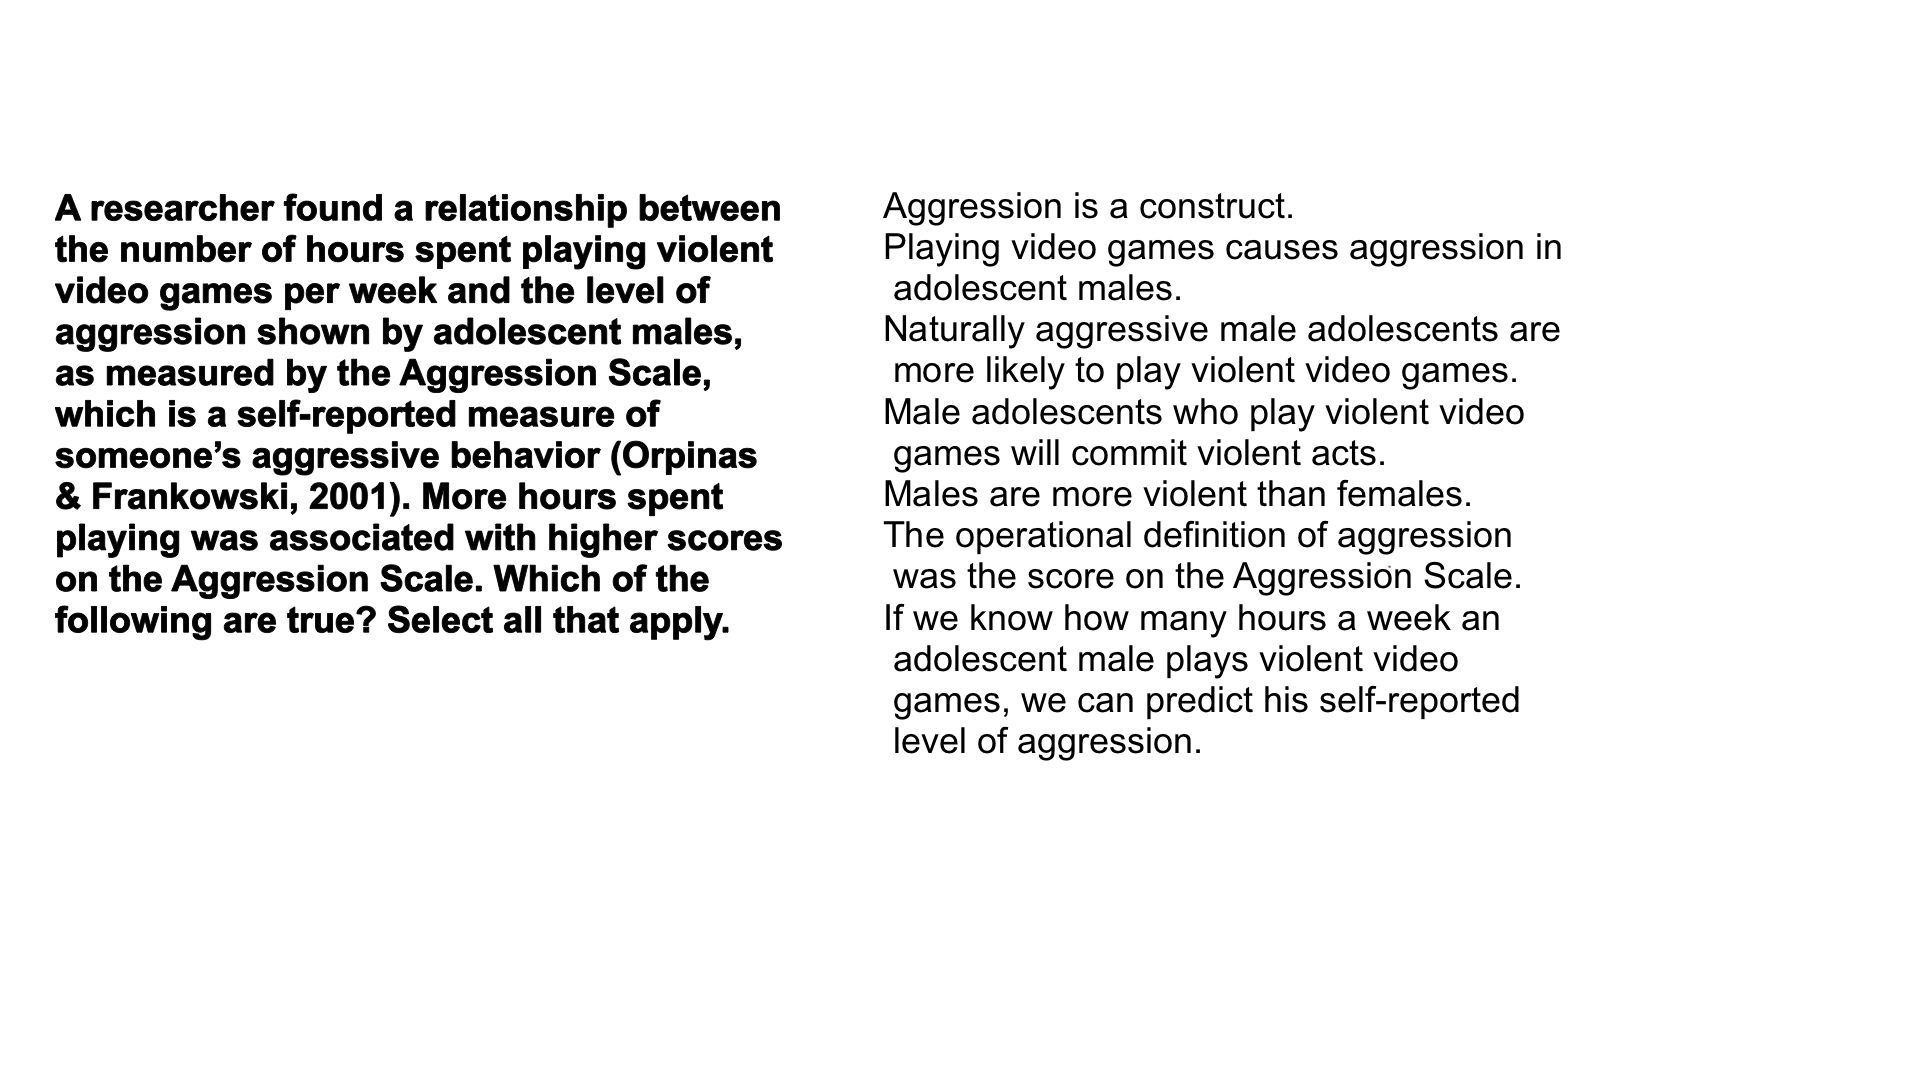 A researcher found a relationship between
the number of hours spent playing violent
video games per week and the level of
aggression shown by adolescent males,
as measured by the Aggression Scale,
which is a self-reported measure of
someone’s aggressive behavior (Orpinas
& Frankowski, 2001). More hours spent
playing was associated with higher scores
on the Aggression Scale. Which of the
following are true? Select all that apply.
Aggression is a construct.
Playing video games causes aggression in
adolescent males.
Naturally aggressive male adolescents are
more likely to play violent video games.
Male adolescents who play violent video
games will commit violent acts.
Males are more violent than females.
The operational definition of aggression
was the score on the Aggression Scale.
If we know how many hours a week an
adolescent male plays violent video
games, we can predict his self-reported
level of aggression.